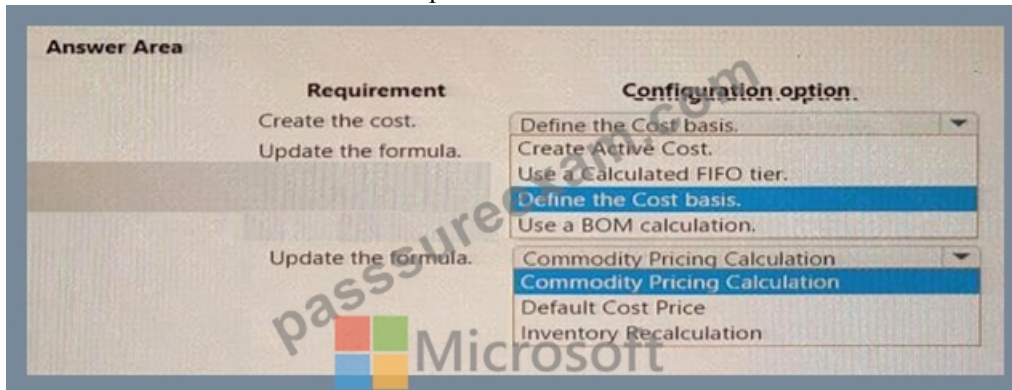 Answer Area
Requirement Configuration option
Create the cost. Define the Cost basis.
Update the formula. Create Active Cost.
Use a Calculated FIFO tier.
Define the Cost basis.
Use a BOM calculation.
Update the formula. Commodity Pricing Calculation
Commodity Pricing Calculation
Default Cost Price
Inventory Recalculation
passsureexam.com
Microsoft